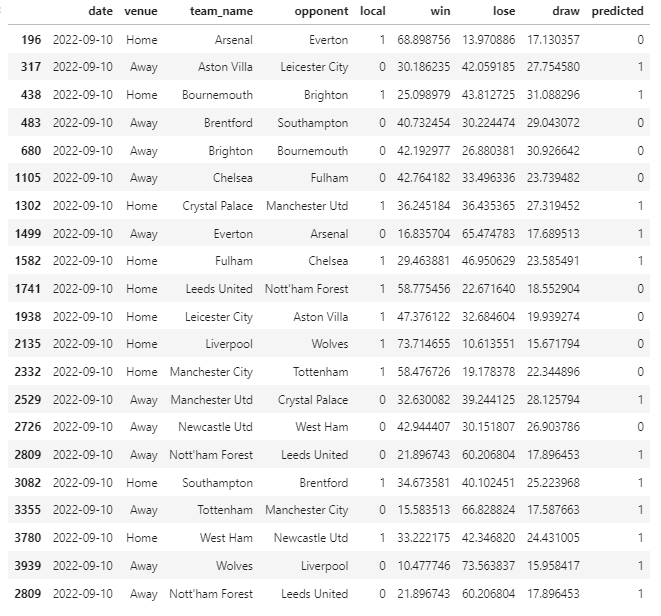 date venue team_name opponent local win lose draw predicted
196 2022-09-10 Home Arsenal Everton 1 68.898756 13.970886 17.130357 0
317 2022-09-10 Away Aston Villa Leicester City 0 30.186235 42.059185 27.754580 1
438 2022-09-10 Home Bournemouth Brighton 1 25.098979 43.812725 31.088296 1
483 2022-09-10 Away Brentford Southampton 0 40.732454 30.224474 29.043072 0
680 2022-09-10 Away Brighton Bournemouth 0 42.192977 26.880381 30.926642 0
1105 2022-09-10 Away Chelsea Fulham 0 42.764182 33.496336 23.739482 0
1302 2022-09-10 Home Crystal Palace Manchester Utd 1 36.245184 36.435365 27.319452 1
1499 2022-09-10 Away Everton Arsenal 0 16.835704 65.474783 17.689513 1
1582 2022-09-10 Home Fulham Chelsea 1 29.463881 46.950629 23.585491 1
1741 2022-09-10 Home Leeds United Nott'ham Forest 1 58.775456 22.671640 18.552904 0
1938 2022-09-10 Home Leicester City Aston Villa 1 47.376122 32.684604 19.939274 0
2135 2022-09-10 Home Liverpool Wolves 1 73.714655 10.613551 15.671794 0
2332 2022-09-10 Home Manchester City Tottenham 1 58.476726 19.178378 22.344896 0
2529 2022-09-10 Away Manchester Utd Crystal Palace 0 32.630082 39.244125 28.125794 1
2726 2022-09-10 Away Newcastle Utd West Ham 0 42.944407 30.151807 26.903786 0
2809 2022-09-10 Away Nott'ham Forest Leeds United 0 21.896743 60.206804 17.896453 1
3082 2022-09-10 Home Southampton Brentford 1 34.673581 40.102451 25.223968 1
3355 2022-09-10 Away Tottenham Manchester City 0 15.583513 66.828824 17.587663 1
3780 2022-09-10 Home West Ham Newcastle Utd 1 33.222175 42.346820 24.431005 1
3939 2022-09-10 Away Wolves Liverpool 0 10.477746 73.563837 15.958417 1
2809 2022-09-10 Away Nott'ham Forest Leeds United 0 21.896743 60.206804 17.896453 1